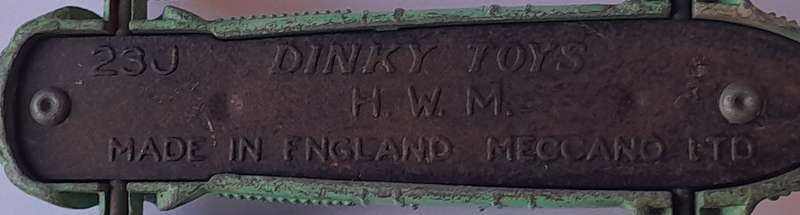 23J DINKY TOYS
H. W. M.
MADE IN ENGLAND MECCANO LTD